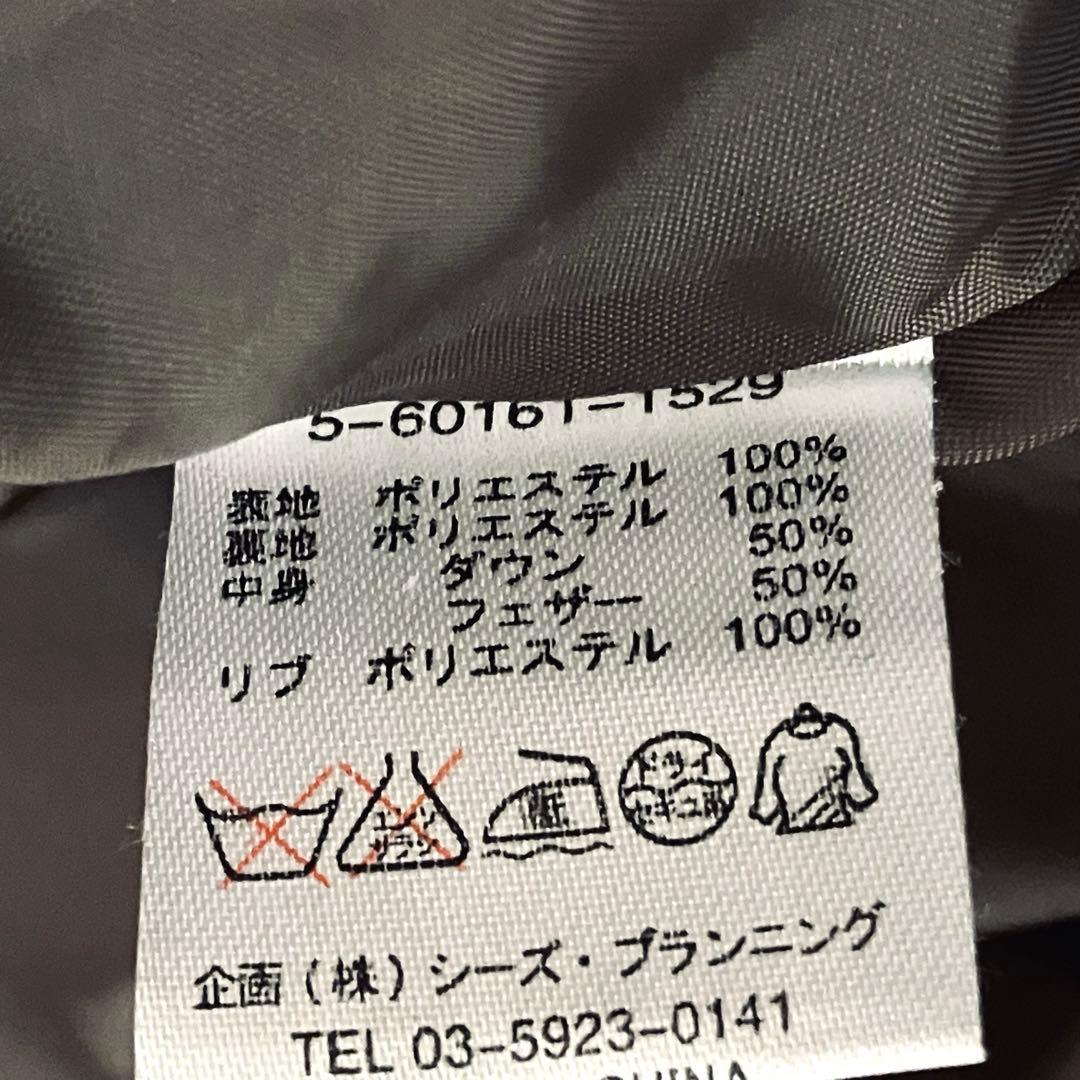 5-60161-1529
表地 ポリエステル 100%
裏地 ポリエステル 100%
中身 ダウン 50%
フェザー 50%
リブ ポリエステル 100%
エンソ
サラシ
低
ドライ
セキユ系
企画（株）シーズ・プランニング
TEL 03-5923-0141
CHINA